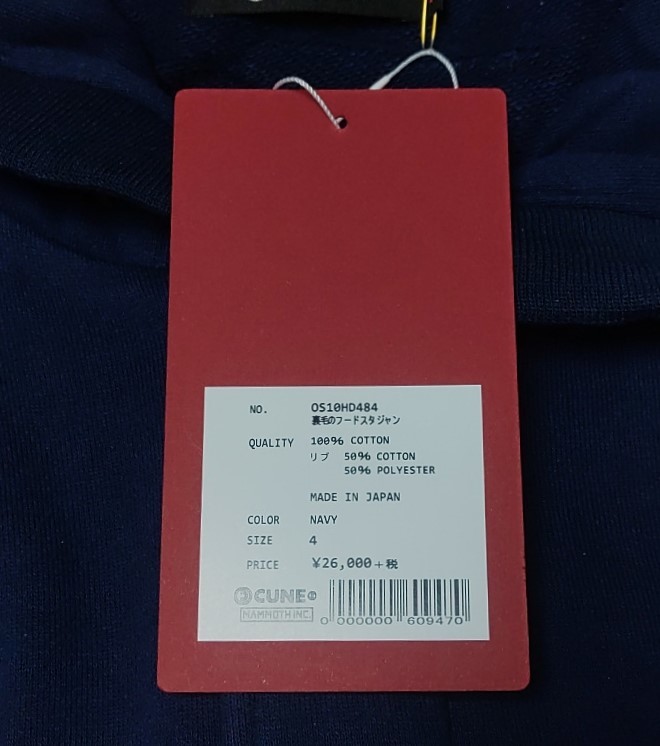 NO. OS10HD484
裏毛のフードスタジャン
QUALITY 100% COTTON
リブ 50% COTTON
50% POLYESTER
MADE IN JAPAN
COLOR NAVY
SIZE 4
PRICE ¥26,000+税
CUNE®
MAMMOTH INC.
0 000000 609470